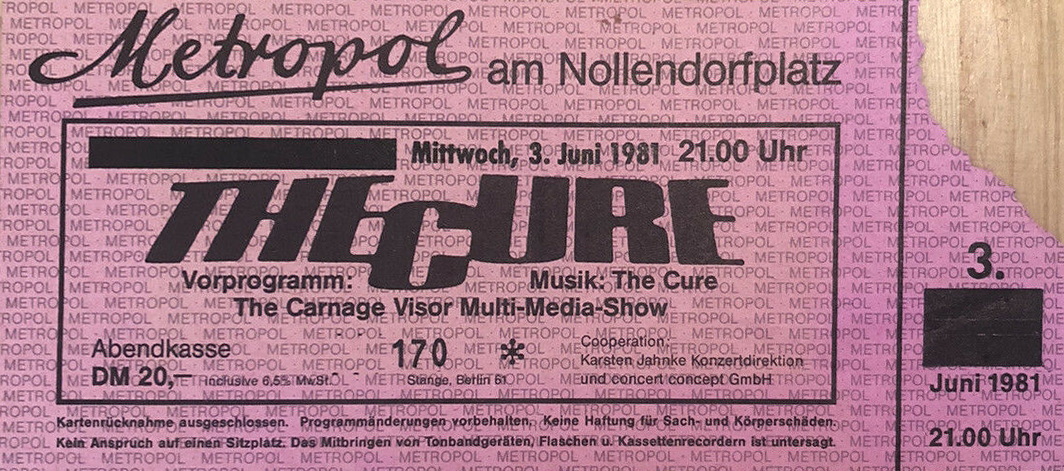 Metropol am Nollendorfplatz
Mittwoch, 3. Juni 1981 21.00 Uhr
THE CURE
Vorprogramm: Musik: The Cure
The Carnage Visor Multi-Media-Show
Abendkasse
DM 20,— inclusive 6,5% MwSt.
170 *
Stange, Berlin 61
Cooperation:
Karsten Jahnke Konzertdirektion
und concert concept GmbH
Kartenrücknahme ausgeschlossen. Programmänderungen vorbehalten. Keine Haftung für Sach- und Körperschäden.
Kein Anspruch auf einen Sitzplatz. Das Mitbringen von Tonbandgeräten, Flaschen u. Kassettenrecordern ist untersagt.
3.
Juni 1981
21.00 Uhr